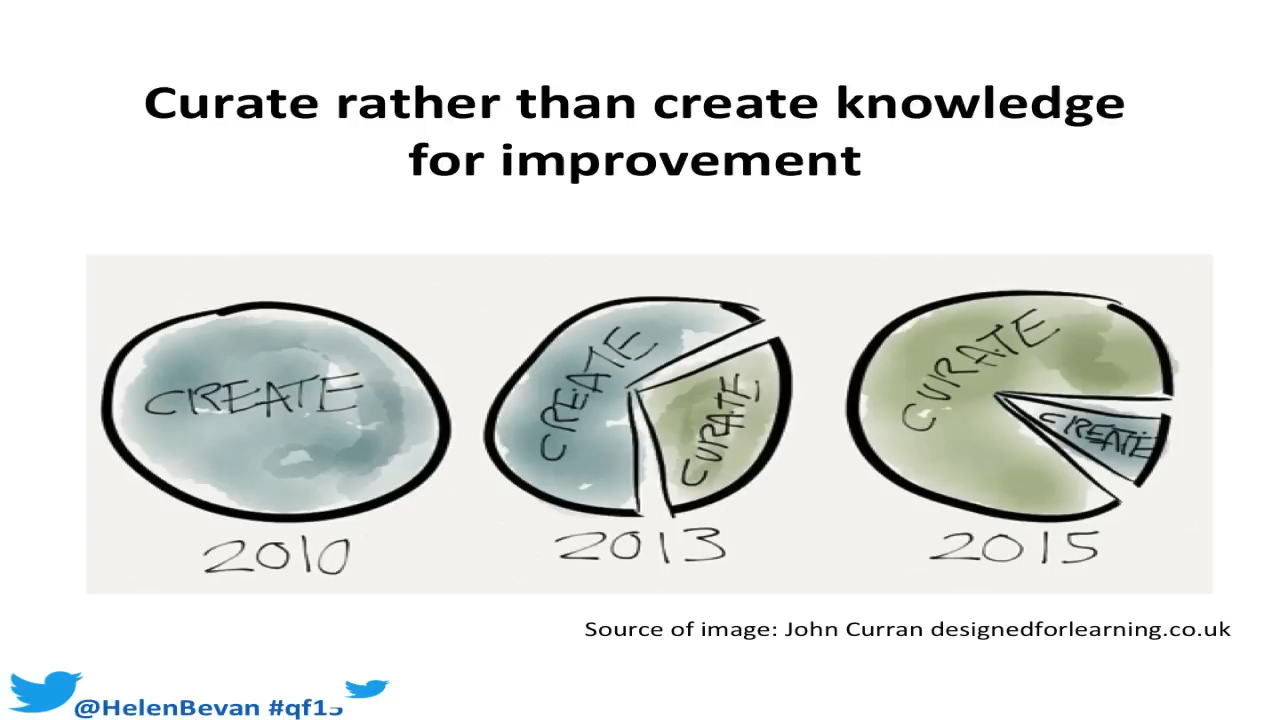 Curate rather than create knowledge
for improvement
CREATE
CREATE
CURATE
CURATE
CREATE
2010
2013
2015
Source of image: John Curran designedforlearning.co.uk
@HelenBevan #qf15